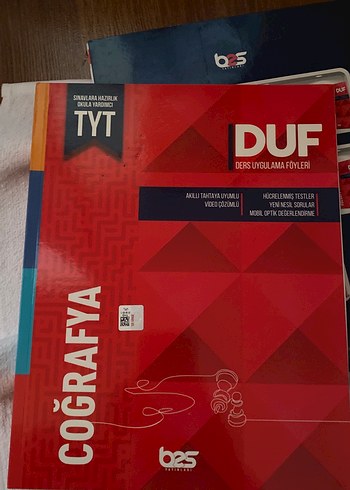 b2s
YAYINLARI
DUF
SINAVLARA HAZIRLIK
OKULA YARDIMCI
TYT
DUF
DERS UYGULAMA FÖYLERİ
AKILLI TAHTAYA UYUMLU
VİDEO ÇÖZÜMLÜ
HÜCRELENMİŞ TESTLER
YENİ NESİL SORULAR
MOBİL OPTİK DEĞERLENDİRME
COĞRAFYA
b2s
YAYINLARI